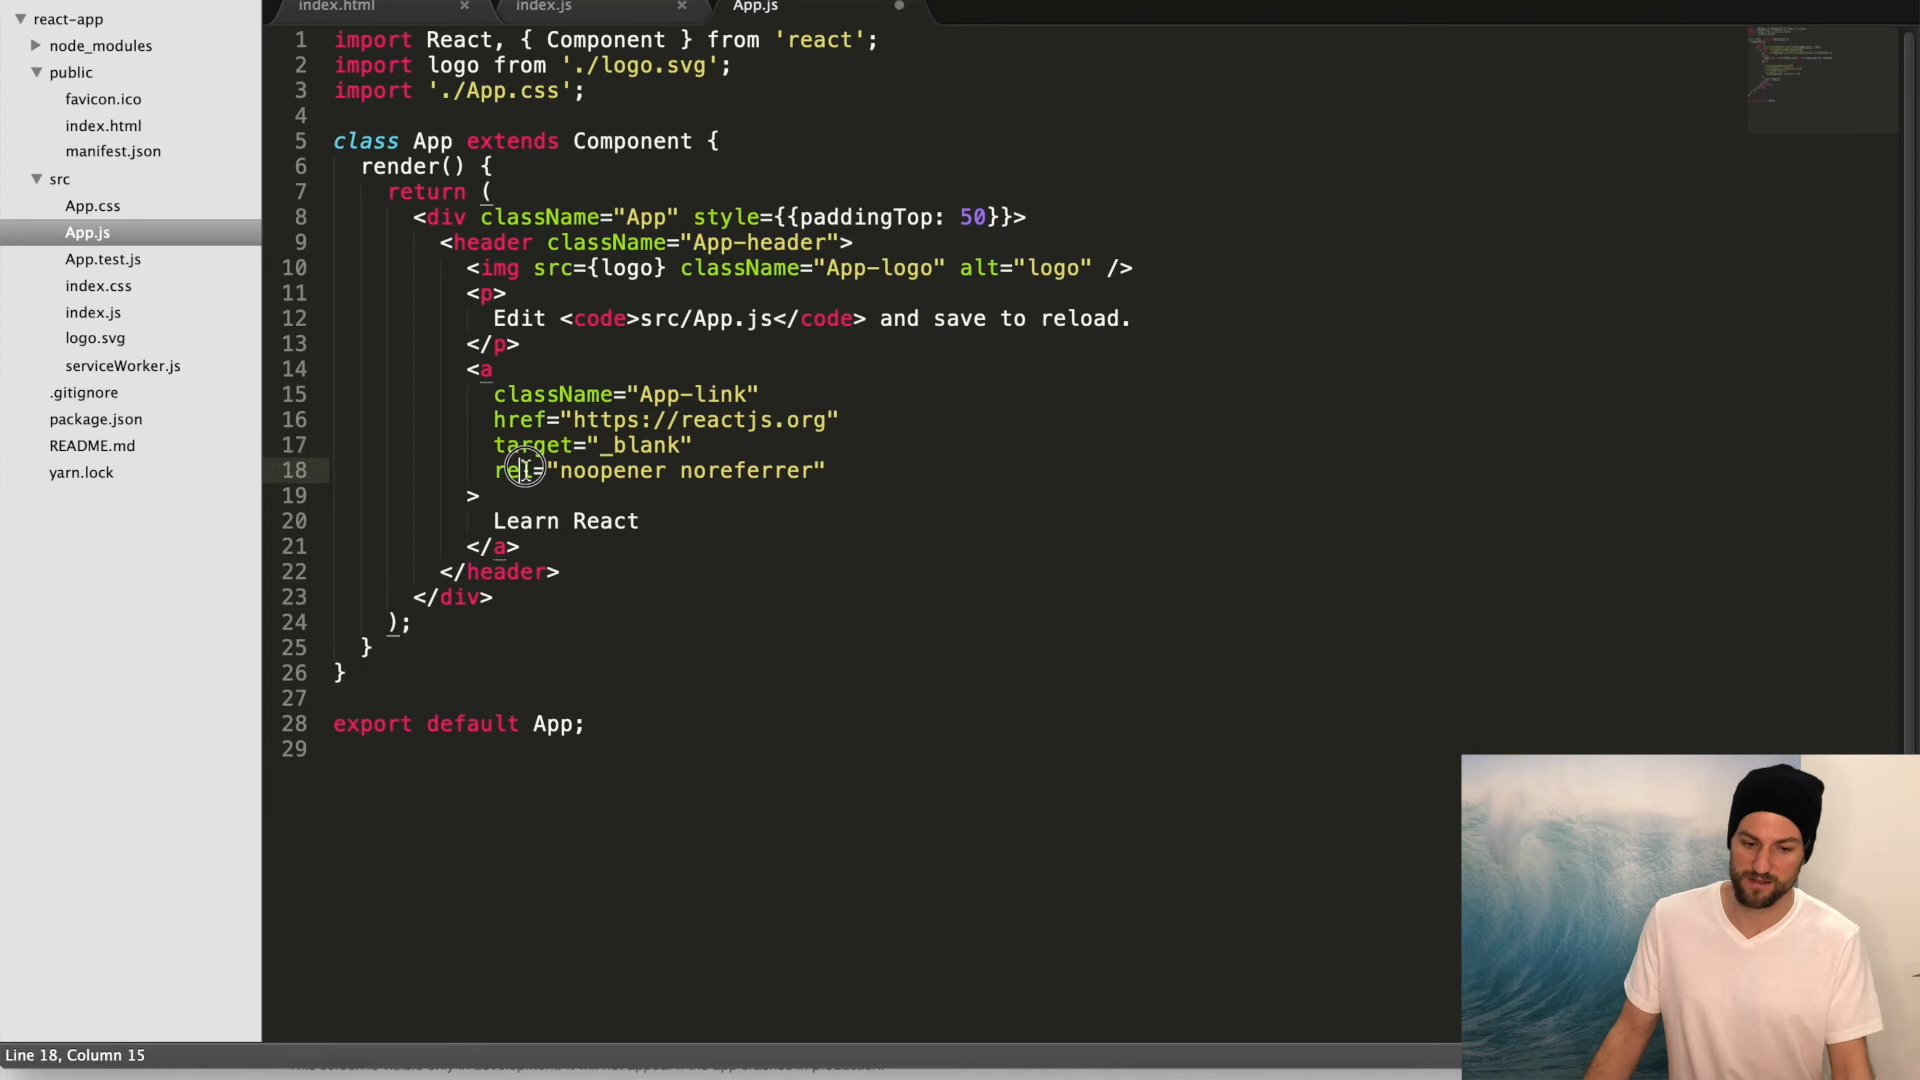 index.html × index.js × App.js
react-app
node_modules
public
favicon.ico
index.html
manifest.json
src
App.css
App.js
App.test.js
index.css
index.js
logo.svg
serviceWorker.js
.gitignore
package.json
README.md
yarn.lock
1 import React, { Component } from 'react';
2 import logo from './logo.svg';
3 import './App.css';
4
5 class App extends Component {
6 render() {
7 return (
8 <div className="App" style={{paddingTop: 50}}>
9 <header className="App-header">
10 <img src={logo} className="App-logo" alt="logo" />
11 <p>
12 Edit <code>src/App.js</code> and save to reload.
13 </p>
14 <a
15 className="App-link"
16 href="https://reactjs.org"
17 target="_blank"
18 rel="noopener noreferrer"
19 >
20 Learn React
21 </a>
22 </header>
23 </div>
24 );
25 }
26 }
27
28 export default App;
29
Line 18, Column 15